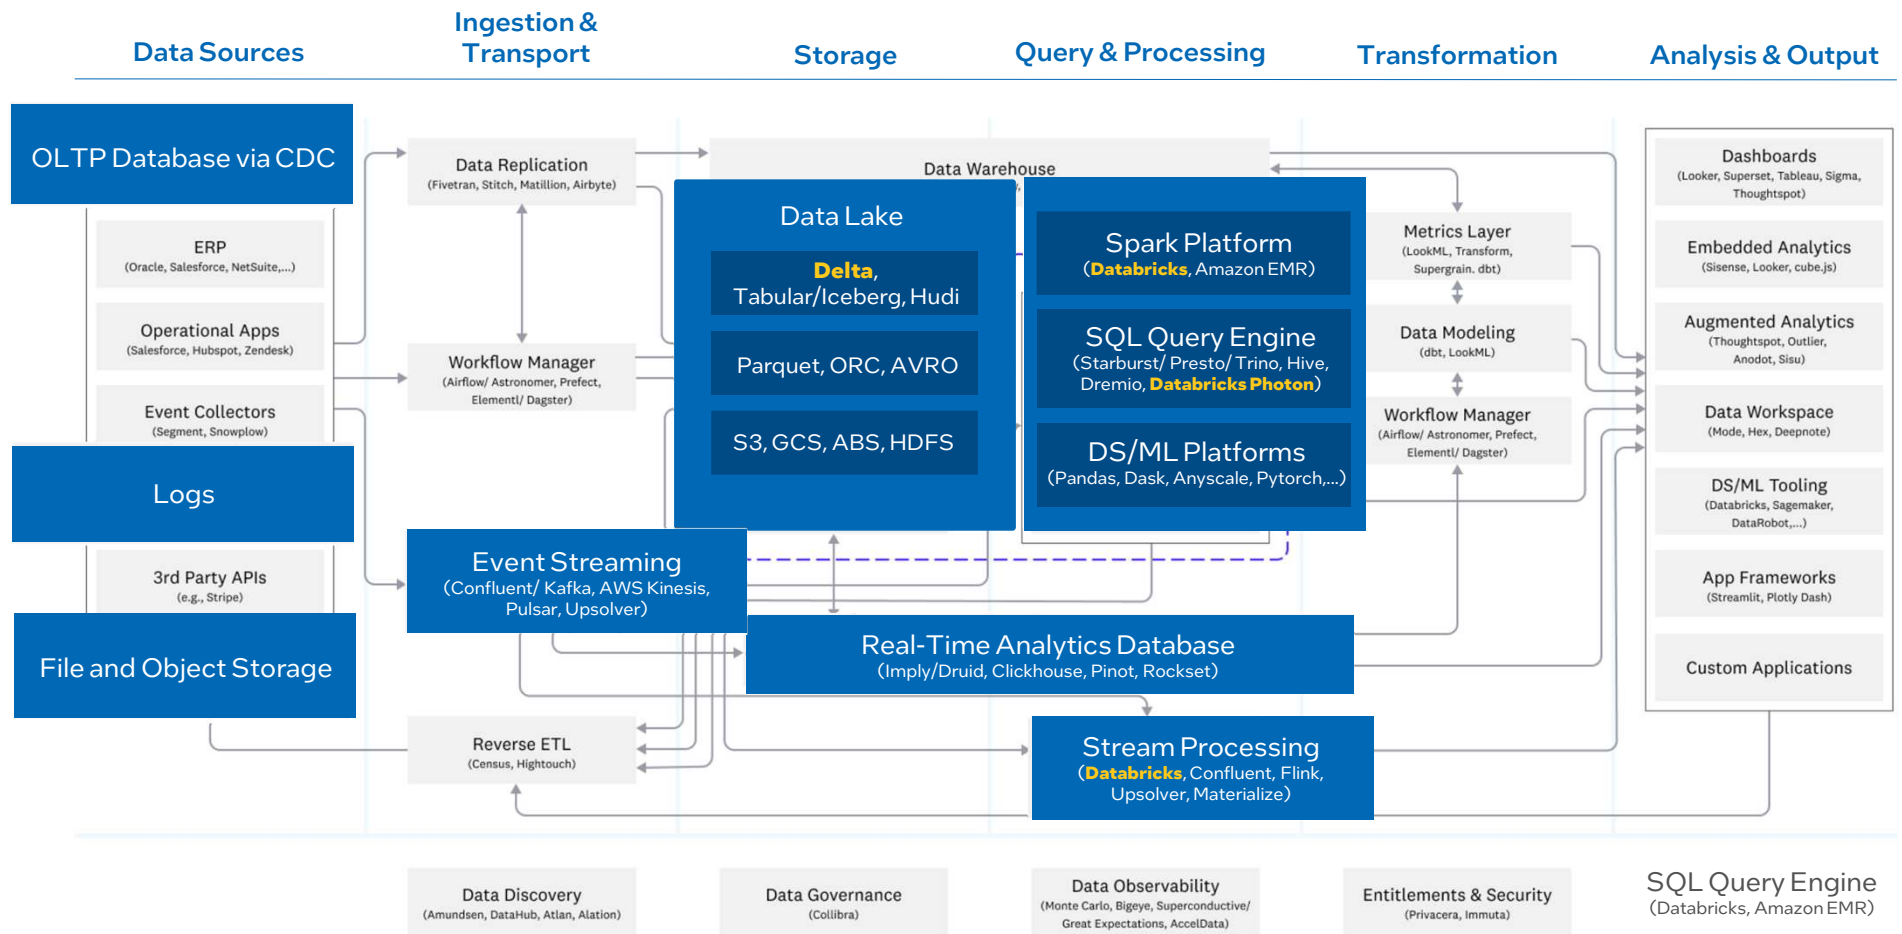 Data Sources
Ingestion &
Transport
Storage
Query & Processing
Transformation
Analysis & Output
OLTP Database via CDC
ERP
(Oracle, Salesforce, NetSuite,...)
Operational Apps
(Salesforce, Hubspot, Zendesk)
Event Collectors
(Segment, Snowplow)
Logs
3rd Party APIs
(e.g., Stripe)
File and Object Storage
Data Replication
(Fivetran, Stitch, Matillion, Airbyte)
Workflow Manager
(Airflow/ Astronomer, Prefect,
Elementl/ Dagster)
Event Streaming
(Confluent/ Kafka, AWS Kinesis,
Pulsar, Upsolver)
Reverse ETL
(Census, Hightouch)
Data Warehouse
Data Lake
Delta,
Tabular/Iceberg, Hudi
Parquet, ORC, AVRO
S3, GCS, ABS, HDFS
Spark Platform
(Databricks, Amazon EMR)
SQL Query Engine
(Starburst/ Presto/ Trino, Hive,
Dremio, Databricks Photon)
DS/ML Platforms
(Pandas, Dask, Anyscale, Pytorch,...)
Real-Time Analytics Database
(Imply/Druid, Clickhouse, Pinot, Rockset)
Stream Processing
(Databricks, Confluent, Flink,
Upsolver, Materialize)
Metrics Layer
(LookML, Transform,
Supergrain. dbt)
Data Modeling
(dbt, LookML)
Workflow Manager
(Airflow/ Astronomer, Prefect,
Elementl/ Dagster)
Dashboards
(Looker, Superset, Tableau, Sigma,
Thoughtspot)
Embedded Analytics
(Sisense, Looker, cube.js)
Augmented Analytics
(Thoughtspot, Outlier,
Anodot, Sisu)
Data Workspace
(Mode, Hex, Deepnote)
DS/ML Tooling
(Databricks, Sagemaker,
DataRobot,...)
App Frameworks
(Streamlit, Plotly Dash)
Custom Applications
Data Discovery
(Amundsen, DataHub, Atlan, Alation)
Data Governance
(Collibra)
Data Observability
(Monte Carlo, Bigeye, Superconductive/
Great Expectations, AccelData)
Entitlements & Security
(Privacera, Immuta)
SQL Query Engine
(Databricks, Amazon EMR)